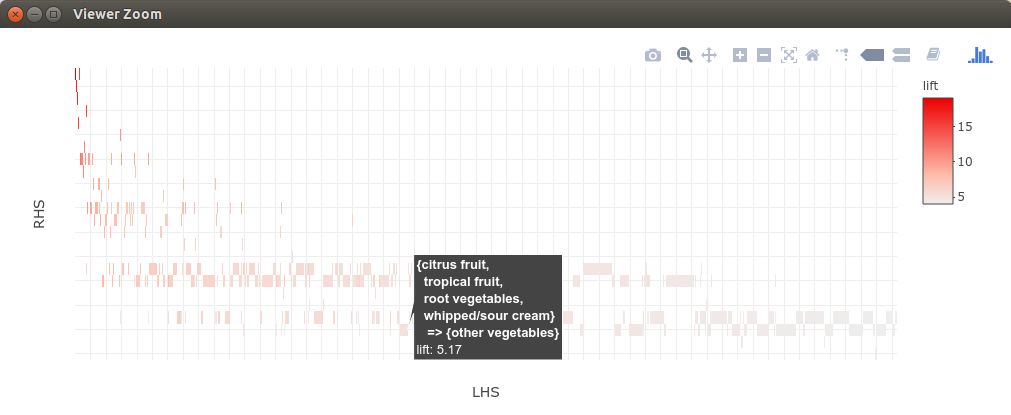 Viewer Zoom
lift
15
10
5
RHS
{citrus fruit,
tropical fruit,
root vegetables,
whipped/sour cream}
=> {other vegetables}
lift: 5.17
LHS